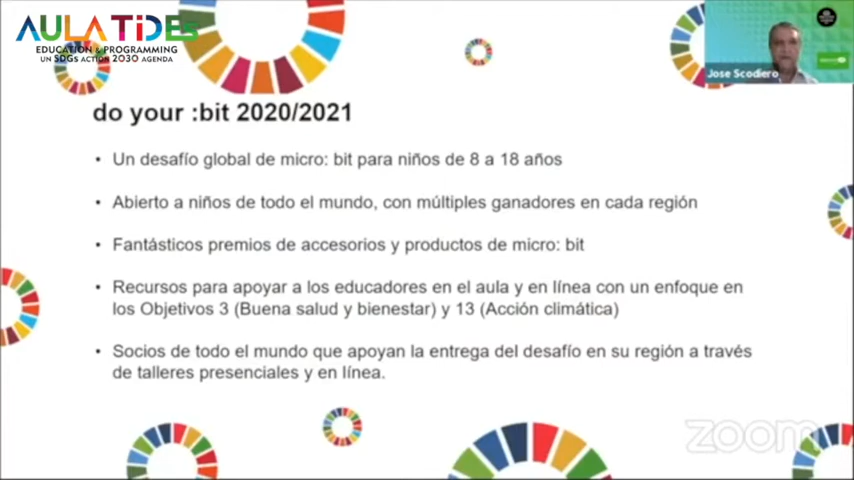 AULA TiDEs
EDUCATION & PROGRAMMING
UN SDGs ACTION 2030 AGENDA
Jose Scodiero
do your :bit 2020/2021
• Un desafío global de micro: bit para niños de 8 a 18 años
• Abierto a niños de todo el mundo, con múltiples ganadores en cada región
• Fantásticos premios de accesorios y productos de micro: bit
• Recursos para apoyar a los educadores en el aula y en línea con un enfoque en
los Objetivos 3 (Buena salud y bienestar) y 13 (Acción climática)
• Socios de todo el mundo que apoyan la entrega del desafío en su región a través
de talleres presenciales y en línea.
zoom